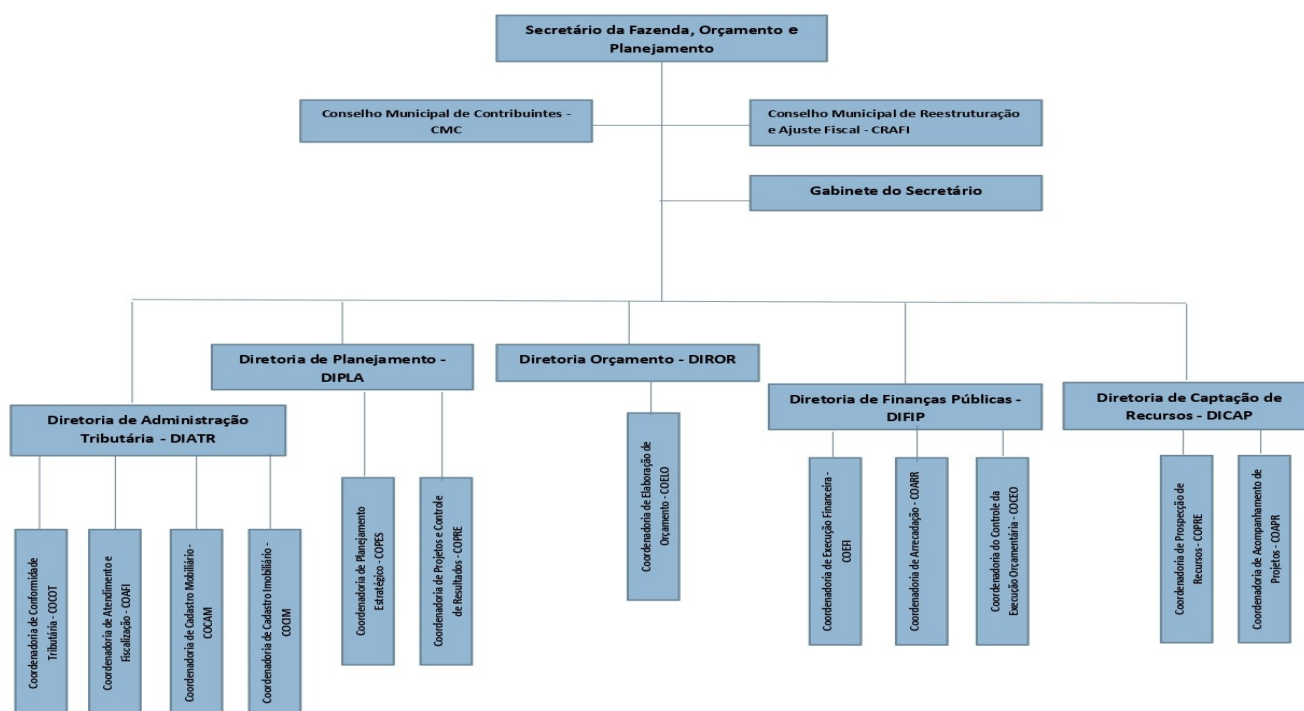 Secretário da Fazenda, Orçamento e
Planejamento
Conselho Municipal de Contribuintes -
CMC
Conselho Municipal de Reestruturação
e Ajuste Fiscal - CRAFI
Gabinete do Secretário
Diretoria de Planejamento -
DIPLA
Diretoria Orçamento - DIROR
Diretoria de Administração
Tributária - DIATR
Diretoria de Finanças Públicas -
DIFIP
Diretoria de Captação de
Recursos - DICAP
Coordenadoria de Conformidade
Tributária - COCOT
Coordenadoria de Atendimento e
Fiscalização - COAFI
Coordenadoria de Cadastro Mobiliário -
COCAM
Coordenadoria de Cadastro Imobiliário -
COCIM
Coordenadoria de Planejamento
Estratégico - COPES
Coordenadoria de Projetos e Controle
de Resultados - COPRE
Coordenadoria de Elaboração de
Orçamento - COELO
Coordenadoria de Execução Financeira -
COEFI
Coordenadoria de Arrecadação - COARR
Coordenadoria do Controle da
Execução Orçamentária - COCEO
Coordenadoria de Prospecção de
Recursos - COPRE
Coordenadoria de Acompanhamento de
Projetos - COAPR